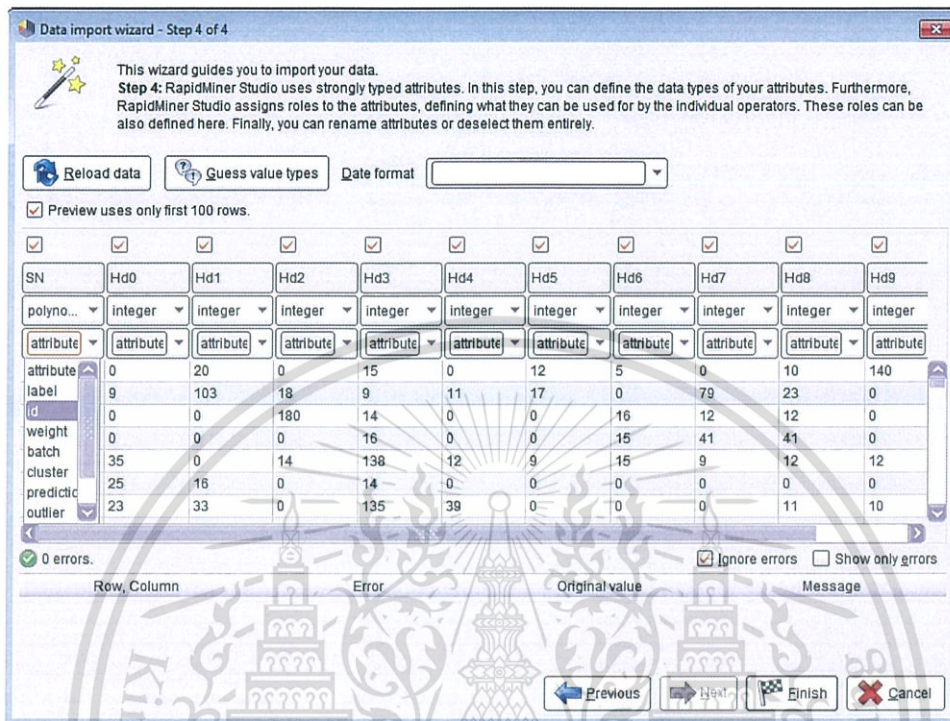 Data import wizard - Step 4 of 4
This wizard guides you to import your data.
Step 4: RapidMiner Studio uses strongly typed attributes. In this step, you can define the data types of your attributes. Furthermore,
RapidMiner Studio assigns roles to the attributes, defining what they can be used for by the individual operators. These roles can be
also defined here. Finally, you can rename attributes or deselect them entirely.
Reload data Guess value types Date format
Preview uses only first 100 rows.
SN Hd0 Hd1 Hd2 Hd3 Hd4 Hd5 Hd6 Hd7 Hd8 Hd9
polyno... integer integer integer integer integer integer integer integer integer integer
attribute attribute attribute attribute attribute attribute attribute attribute attribute attribute attribute
attribute 0 20 0 15 0 12 5 0 10 140
label 9 103 18 9 11 17 0 79 23 0
id 0 0 180 14 0 0 16 12 12 0
weight 0 0 0 16 0 0 15 41 41 0
batch 35 0 14 138 12 9 15 9 12 12
cluster 25 16 0 14 0 0 0 0 0 0
predictic
outlier 23 33 0 135 39 0 0 0 11 10
0 errors. Ignore errors Show only errors
Row, Column Error Original value Message
Previous Next Finish Cancel